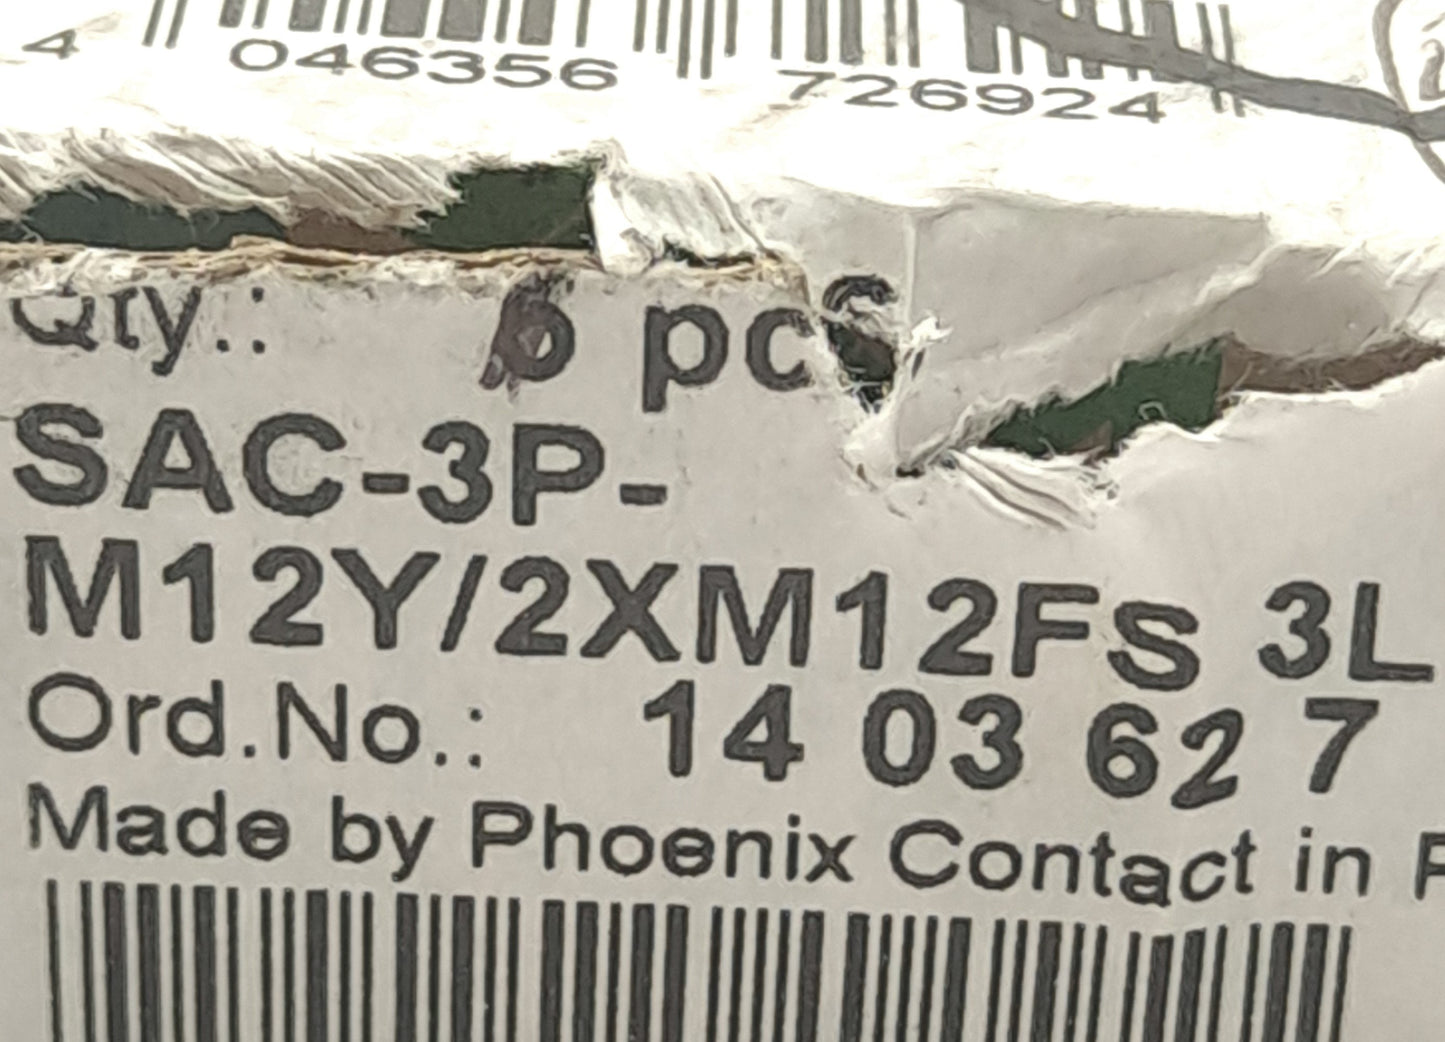 4 046356 726924
Qty.: pcs
SAC-3P-
M12Y/2XM12FS 3L
Ord.No.: 14 03 62 7
Made by Phoenix Contact in